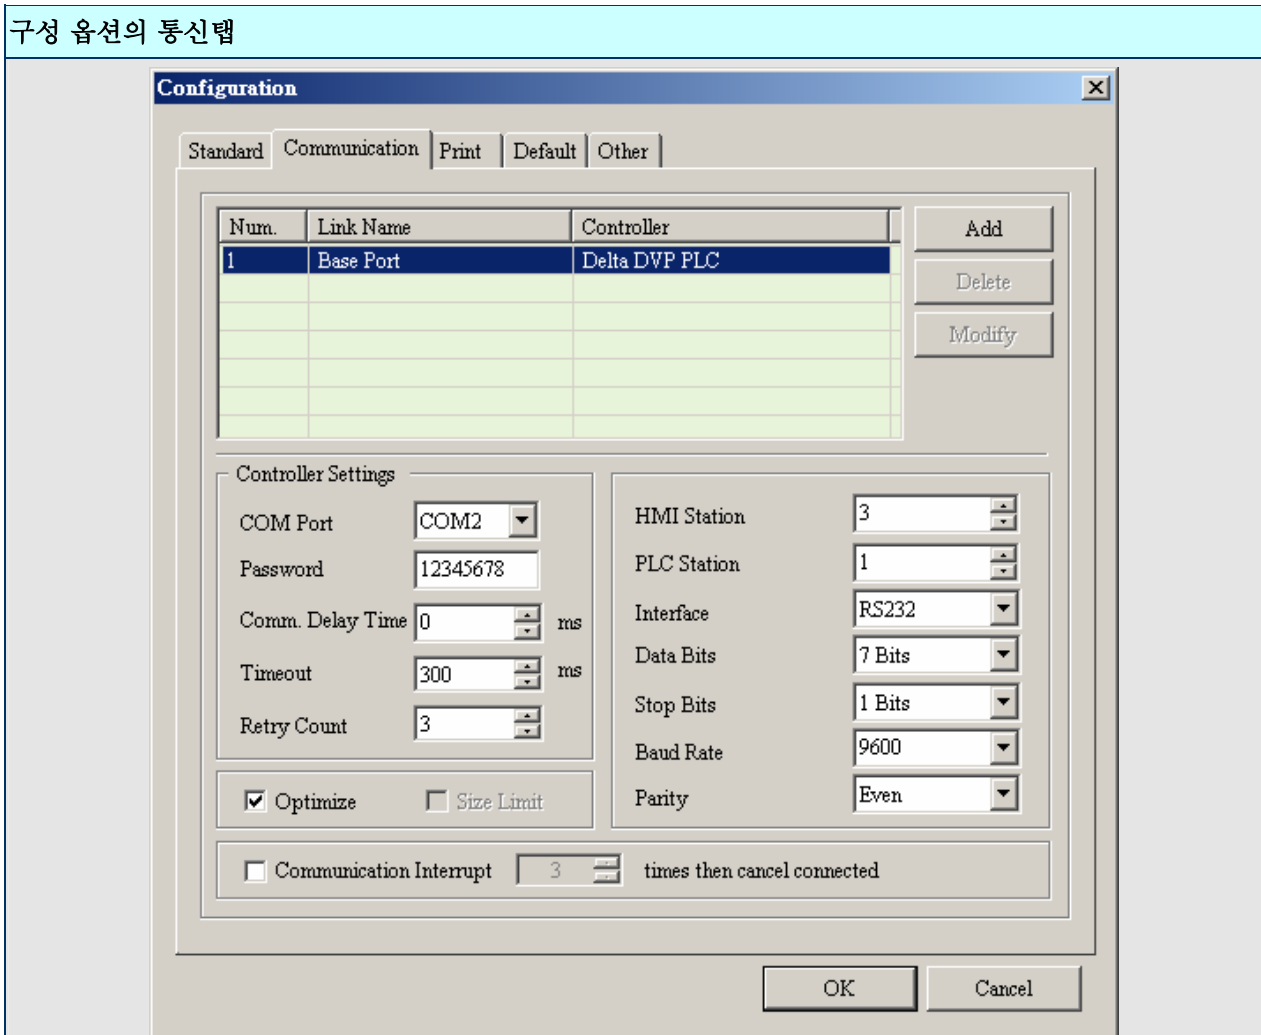 구성 옵션의 통신탭
Configuration
Standard Communication Print Default Other
Num. Link Name Controller
1 Base Port Delta DVP PLC
Add
Delete
Modify
Controller Settings
COM Port COM2
Password 12345678
Comm. Delay Time 0 ms
Timeout 300 ms
Retry Count 3
Optimize Size Limit
HMI Station 3
PLC Station 1
Interface RS232
Data Bits 7 Bits
Stop Bits 1 Bits
Baud Rate 9600
Parity Even
Communication Interrupt 3 times then cancel connected
OK Cancel